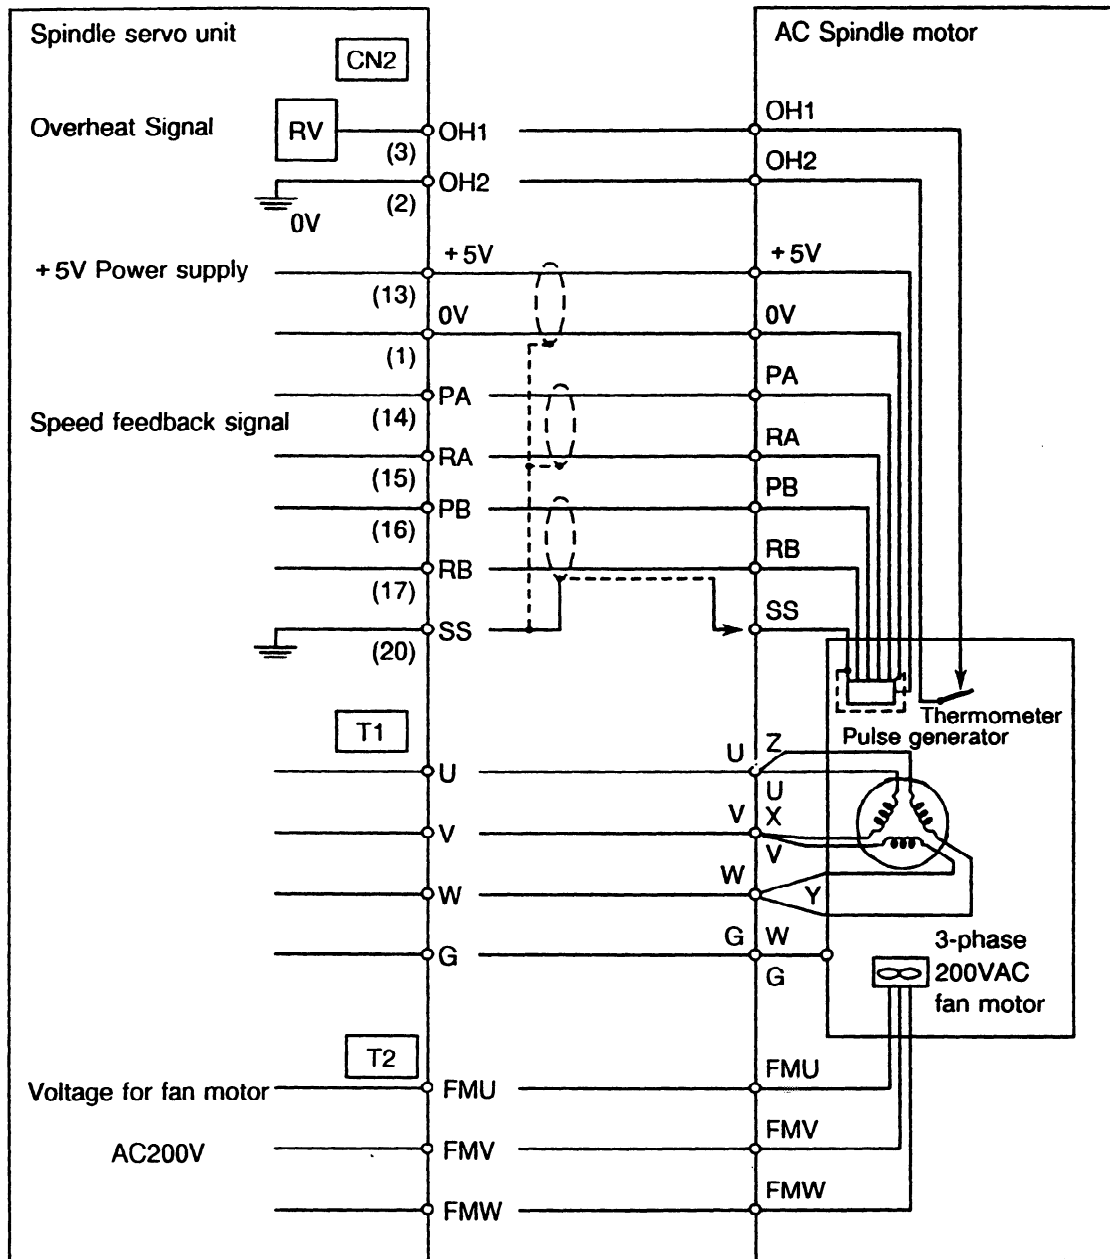 Spindle servo unit
CN2
AC Spindle motor
Overheat Signal
RV
(3)
OH1
OH1
0V
(2)
OH2
OH2
+5V Power supply
(13)
+5V
+5V
(1)
0V
0V
Speed feedback signal
(14)
PA
PA
(15)
RA
RA
(16)
PB
PB
(17)
RB
RB
(20)
SS
SS
Thermometer
Pulse generator
T1
U
U
Z
U
V
V
X
V
W
W
Y
G
G
W
G
3-phase
200VAC
fan motor
T2
Voltage for fan motor
FMU
FMU
AC200V
FMV
FMV
FMW
FMW